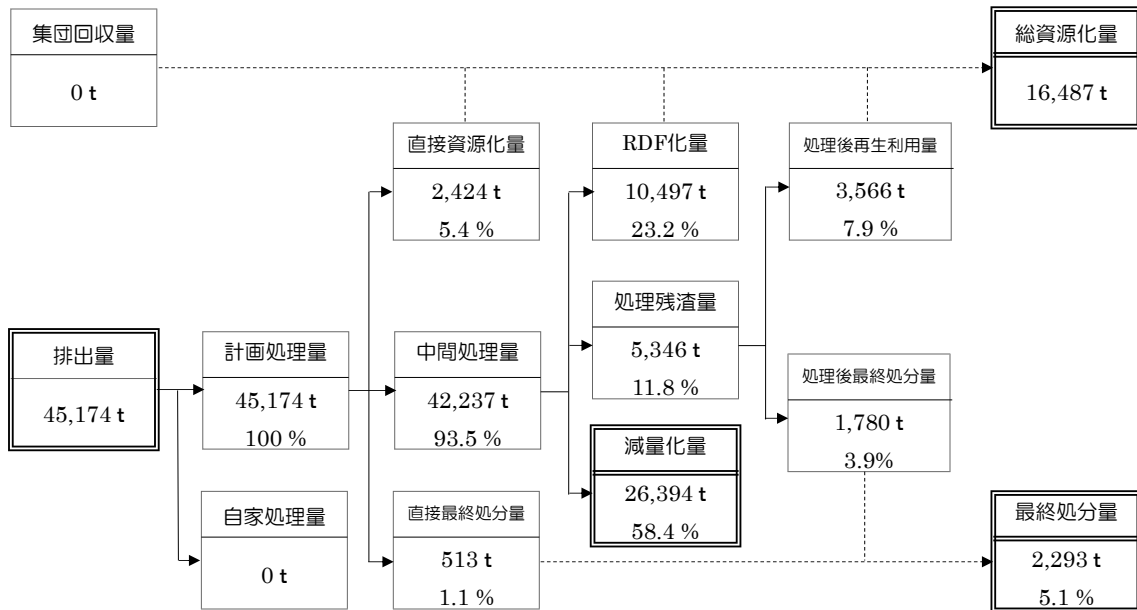 集団回収量
0 t
総資源化量
16,487 t
直接資源化量
2,424 t
5.4 %
RDF化量
10,497 t
23.2 %
処理後再生利用量
3,566 t
7.9 %
排出量
45,174 t
計画処理量
45,174 t
100 %
中間処理量
42,237 t
93.5 %
処理残渣量
5,346 t
11.8 %
処理後最終処分量
1,780 t
3.9%
減量化量
26,394 t
58.4 %
自家処理量
0 t
直接最終処分量
513 t
1.1 %
最終処分量
2,293 t
5.1 %